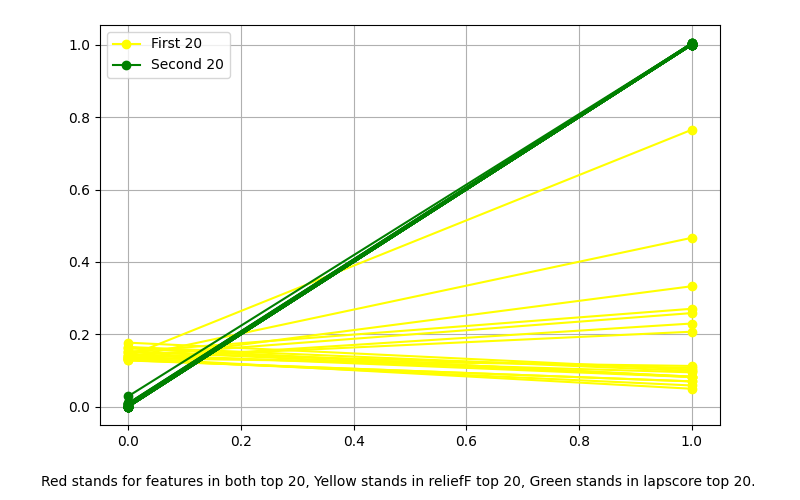 First 20
Second 20
1.0
0.8
0.6
0.4
0.2
0.0
0.0 0.2 0.4 0.6 0.8 1.0
Red stands for features in both top 20, Yellow stands in reliefF top 20, Green stands in lapscore top 20.